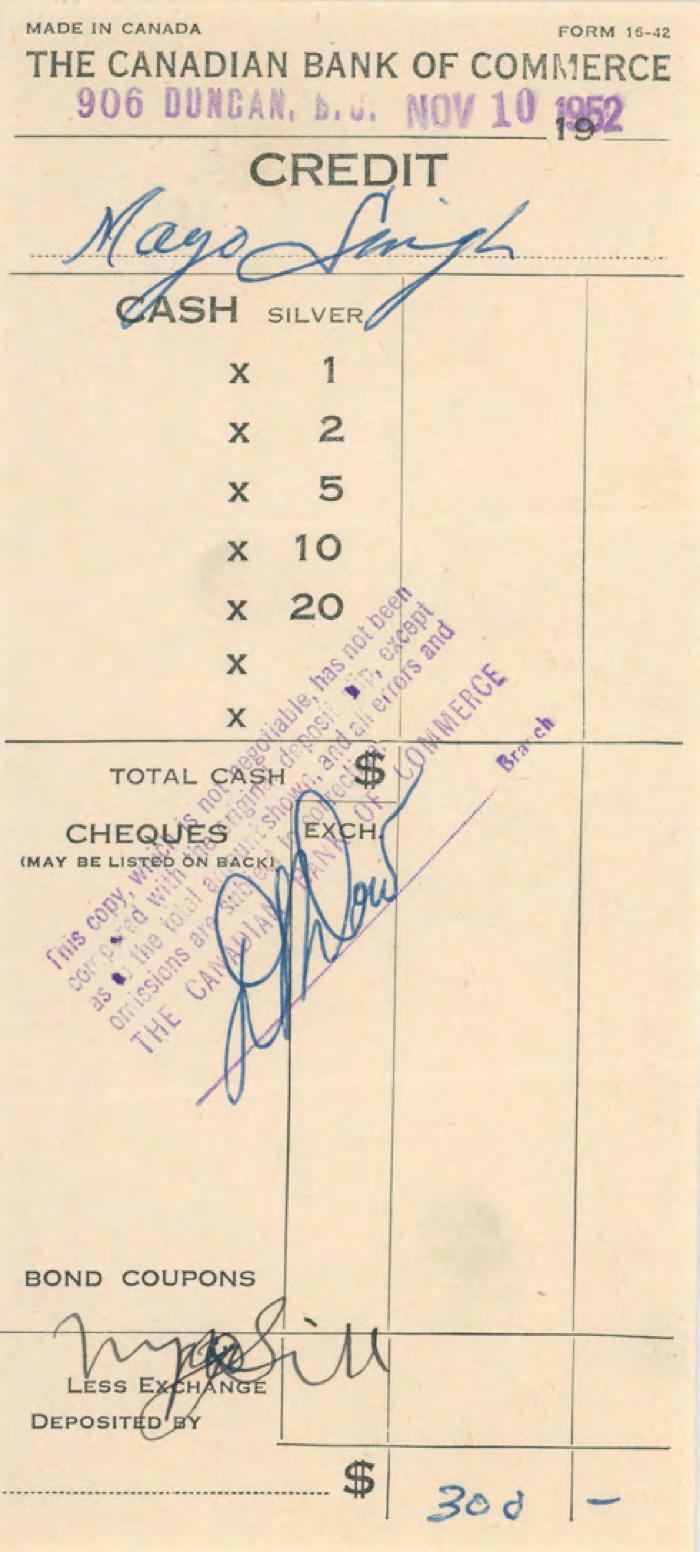 MADE IN CANADA FORM 16-42
THE CANADIAN BANK OF COMMERCE
906 DUNCAN, B.C. NOV 10 1952
19
CREDIT
Mayo Singh
CASH SILVER
x 1
x 2
x 5
x 10
x 20
x
x
TOTAL CASH $
CHEQUES EXCH.
(MAY BE LISTED ON BACK)
This copy, which is not negotiable, has not been
compared with the original deposit slip, except
as to the total amount shown, and all errors and
omissions are subject to correction.
THE CANADIAN BANK OF COMMERCE
Branch
BOND COUPONS
LESS EXCHANGE
DEPOSITED BY
$ 300 -